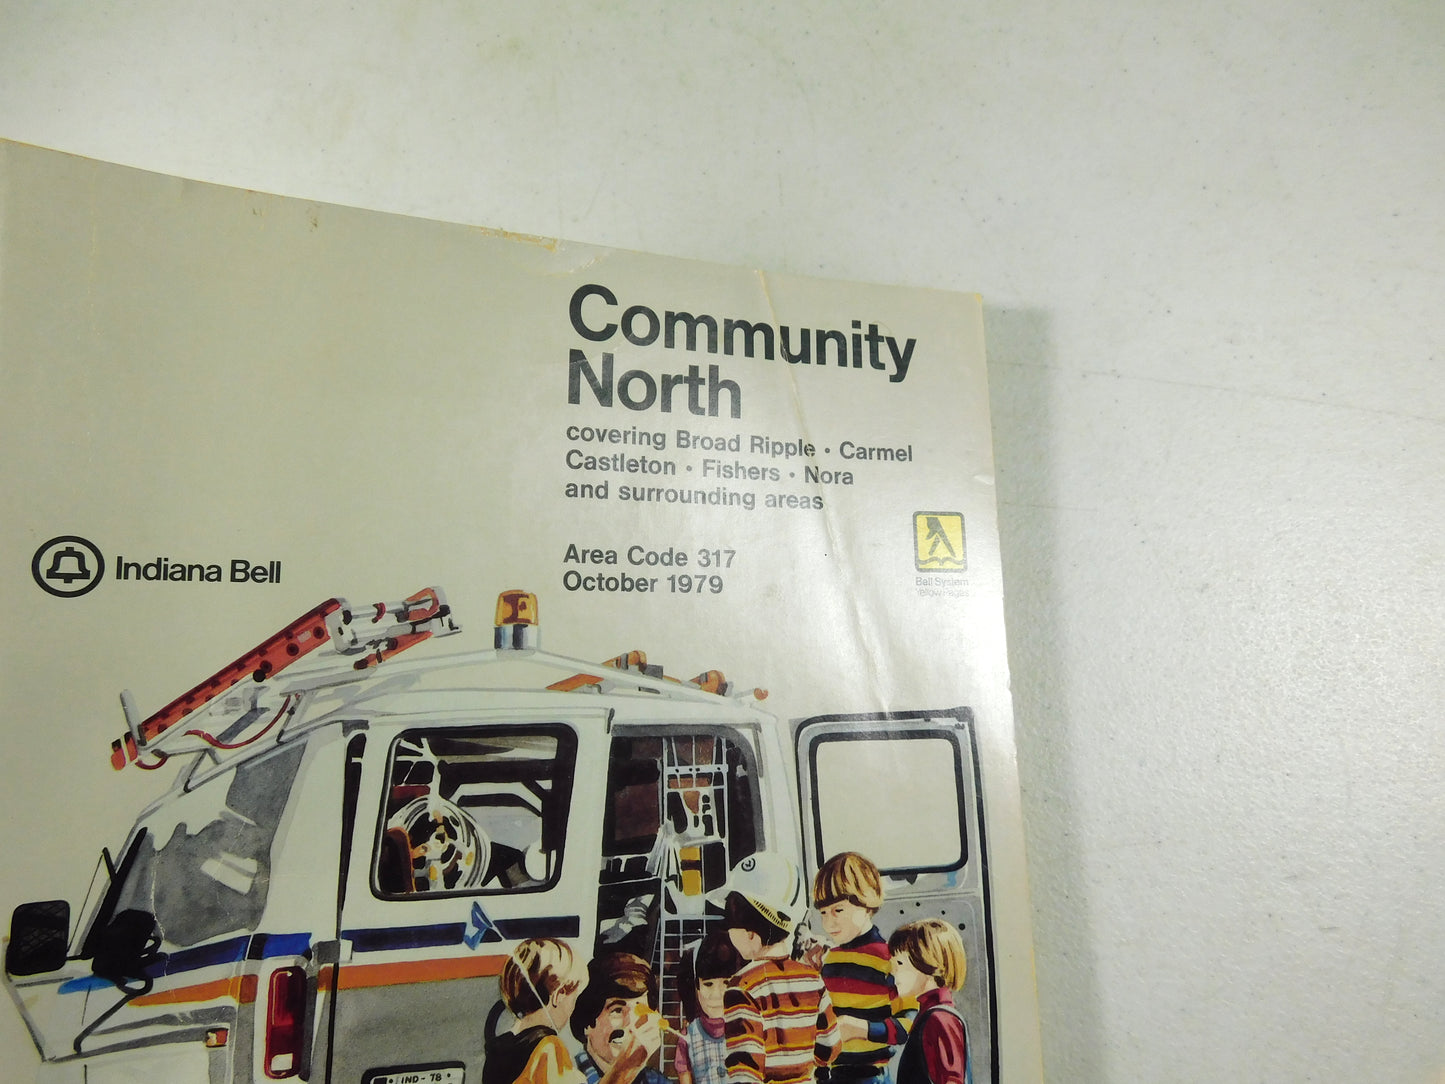 Community
North
covering Broad Ripple • Carmel
Castleton • Fishers • Nora
and surrounding areas
Area Code 317
October 1979
Indiana Bell
Bell System
Yellow Pages
IND - 78